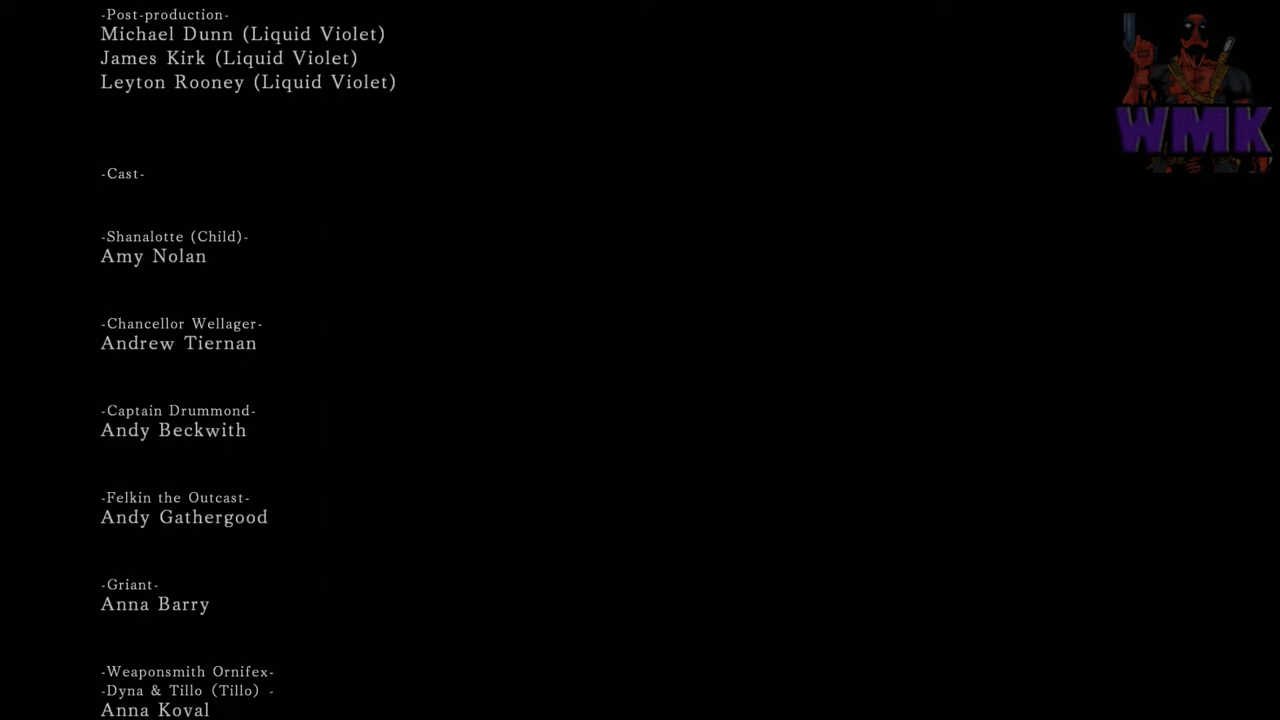 -Post-production-
Michael Dunn (Liquid Violet)
James Kirk (Liquid Violet)
Leyton Rooney (Liquid Violet)
WMK
-Cast-
-Shanalotte (Child)-
Amy Nolan
-Chancellor Wellager-
Andrew Tiernan
-Captain Drummond-
Andy Beckwith
-Felkin the Outcast-
Andy Gathergood
-Griant-
Anna Barry
-Weaponsmith Ornifex-
-Dyna & Tillo (Tillo) -
Anna Koval